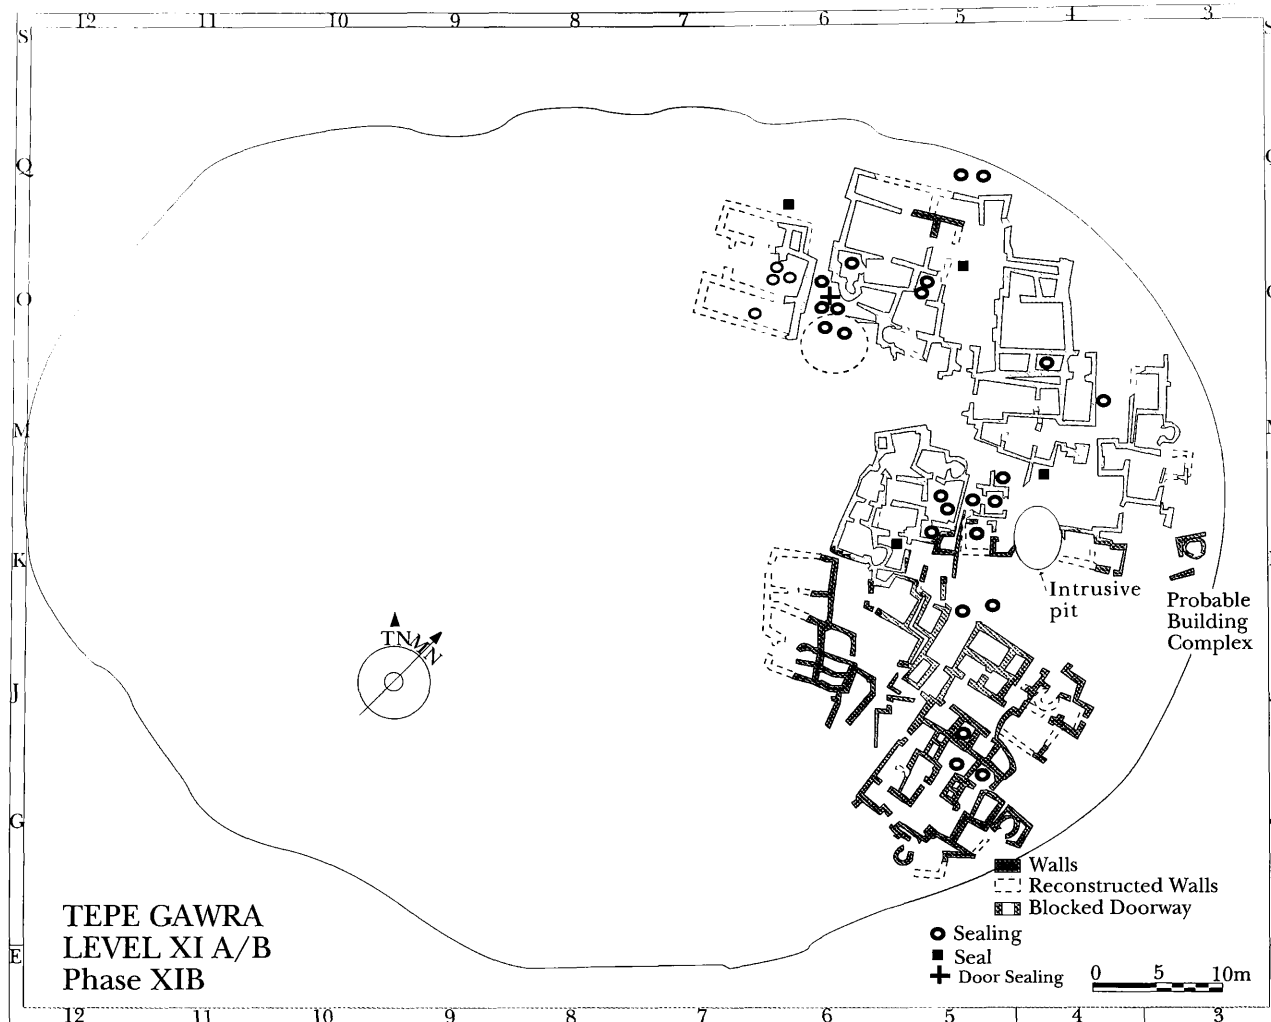 12 11 10 9 8 7 6 5 4 3
S
Q
O
M
K
J
G
E
TN MN
Intrusive
pit
Probable
Building
Complex
Walls
Reconstructed Walls
Blocked Doorway
Sealing
Seal
Door Sealing
0 5 10m
TEPE GAWRA
LEVEL XI A/B
Phase XIB
12 11 10 9 8 7 6 5 4 3